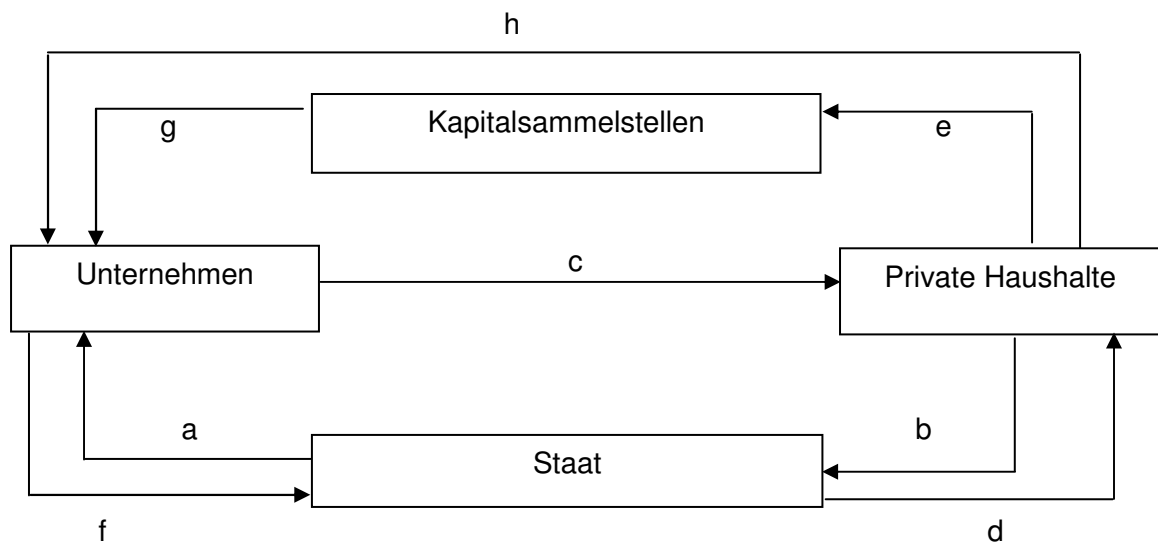 h
Kapitalsammelstellen
g
e
Unternehmen
c
Private Haushalte
a
b
Staat
f
d